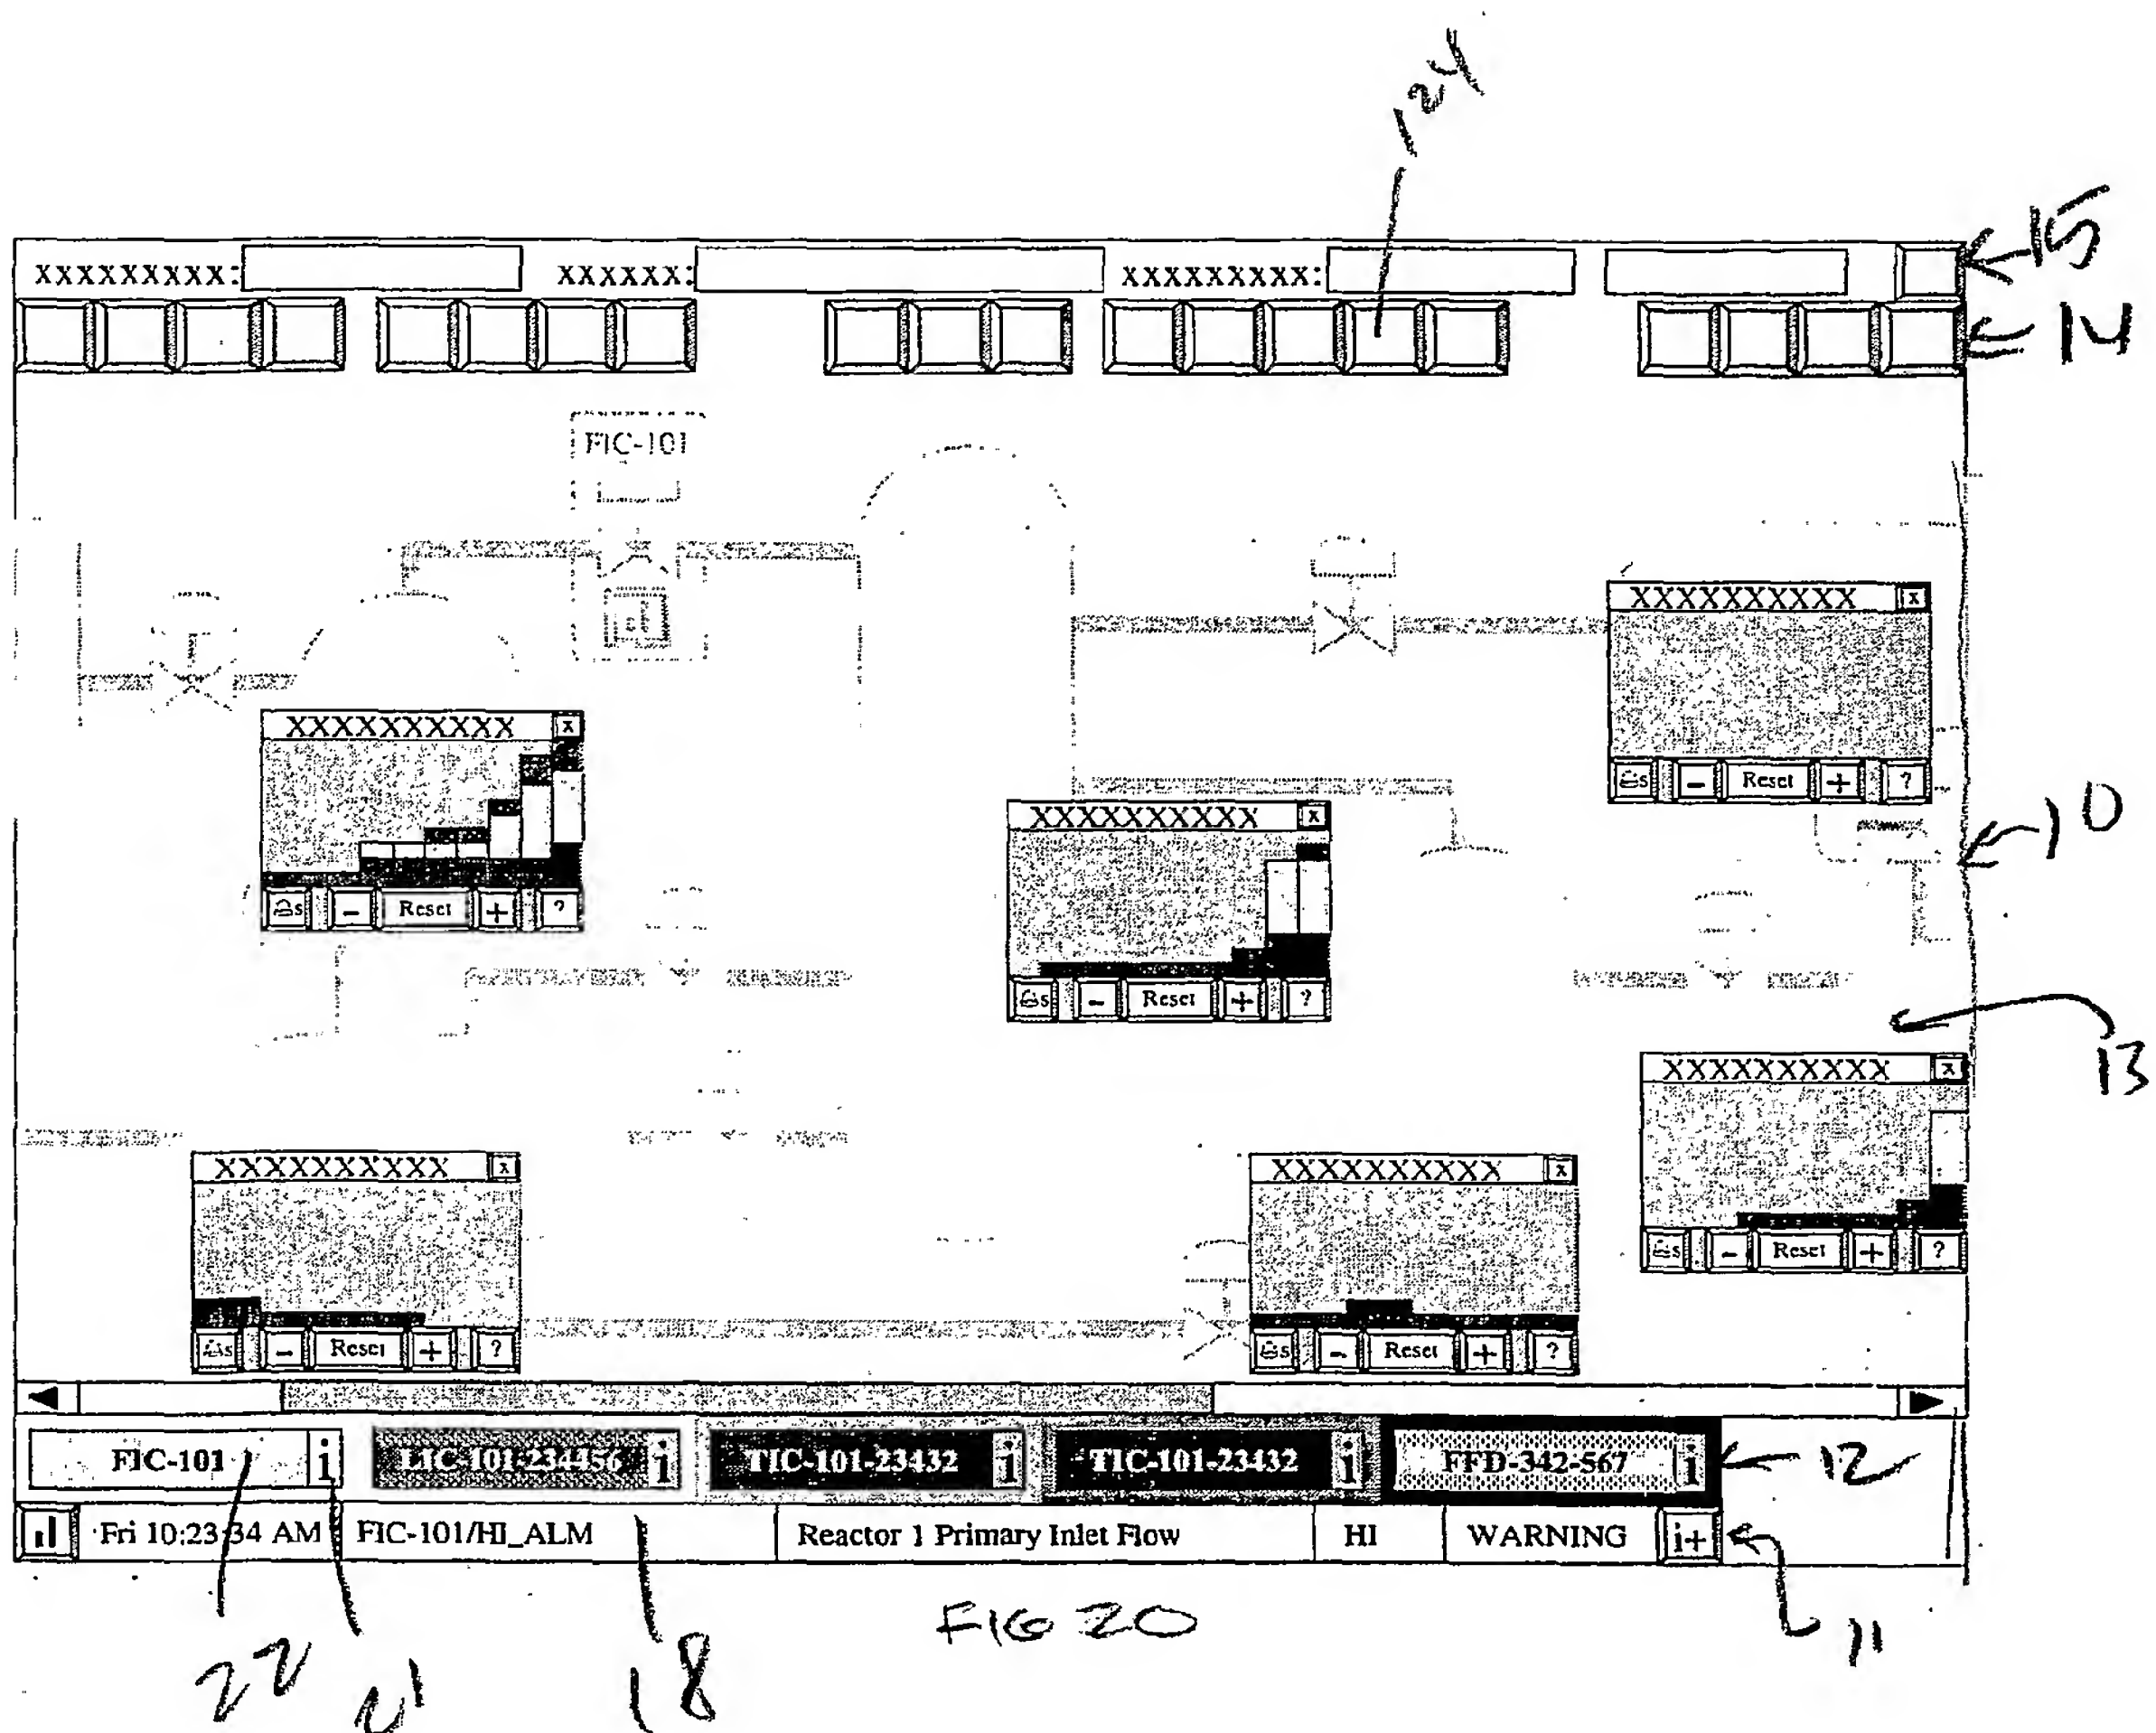 124
15
xxxxxxxxx: xxxxxx: xxxxxxxxx:
14
FIC-101
XXXXXXXXXX x
s - Reset + ?
XXXXXXXXXX x
s - Reset + ?
XXXXXXXXXX x
s - Reset + ?
10
13
XXXXXXXXXX x
s - Reset + ?
XXXXXXXXXX x
s - Reset + ?
XXXXXXXXXX x
s - Reset + ?
FIC-101 i LIC-101-234456 i TIC-101-23432 i TIC-101-23432 i FFD-342-567 i 12
Fri 10:23:34 AM FIC-101/HI_ALM Reactor 1 Primary Inlet Flow HI WARNING i+
11
22 21 18
FIG 20